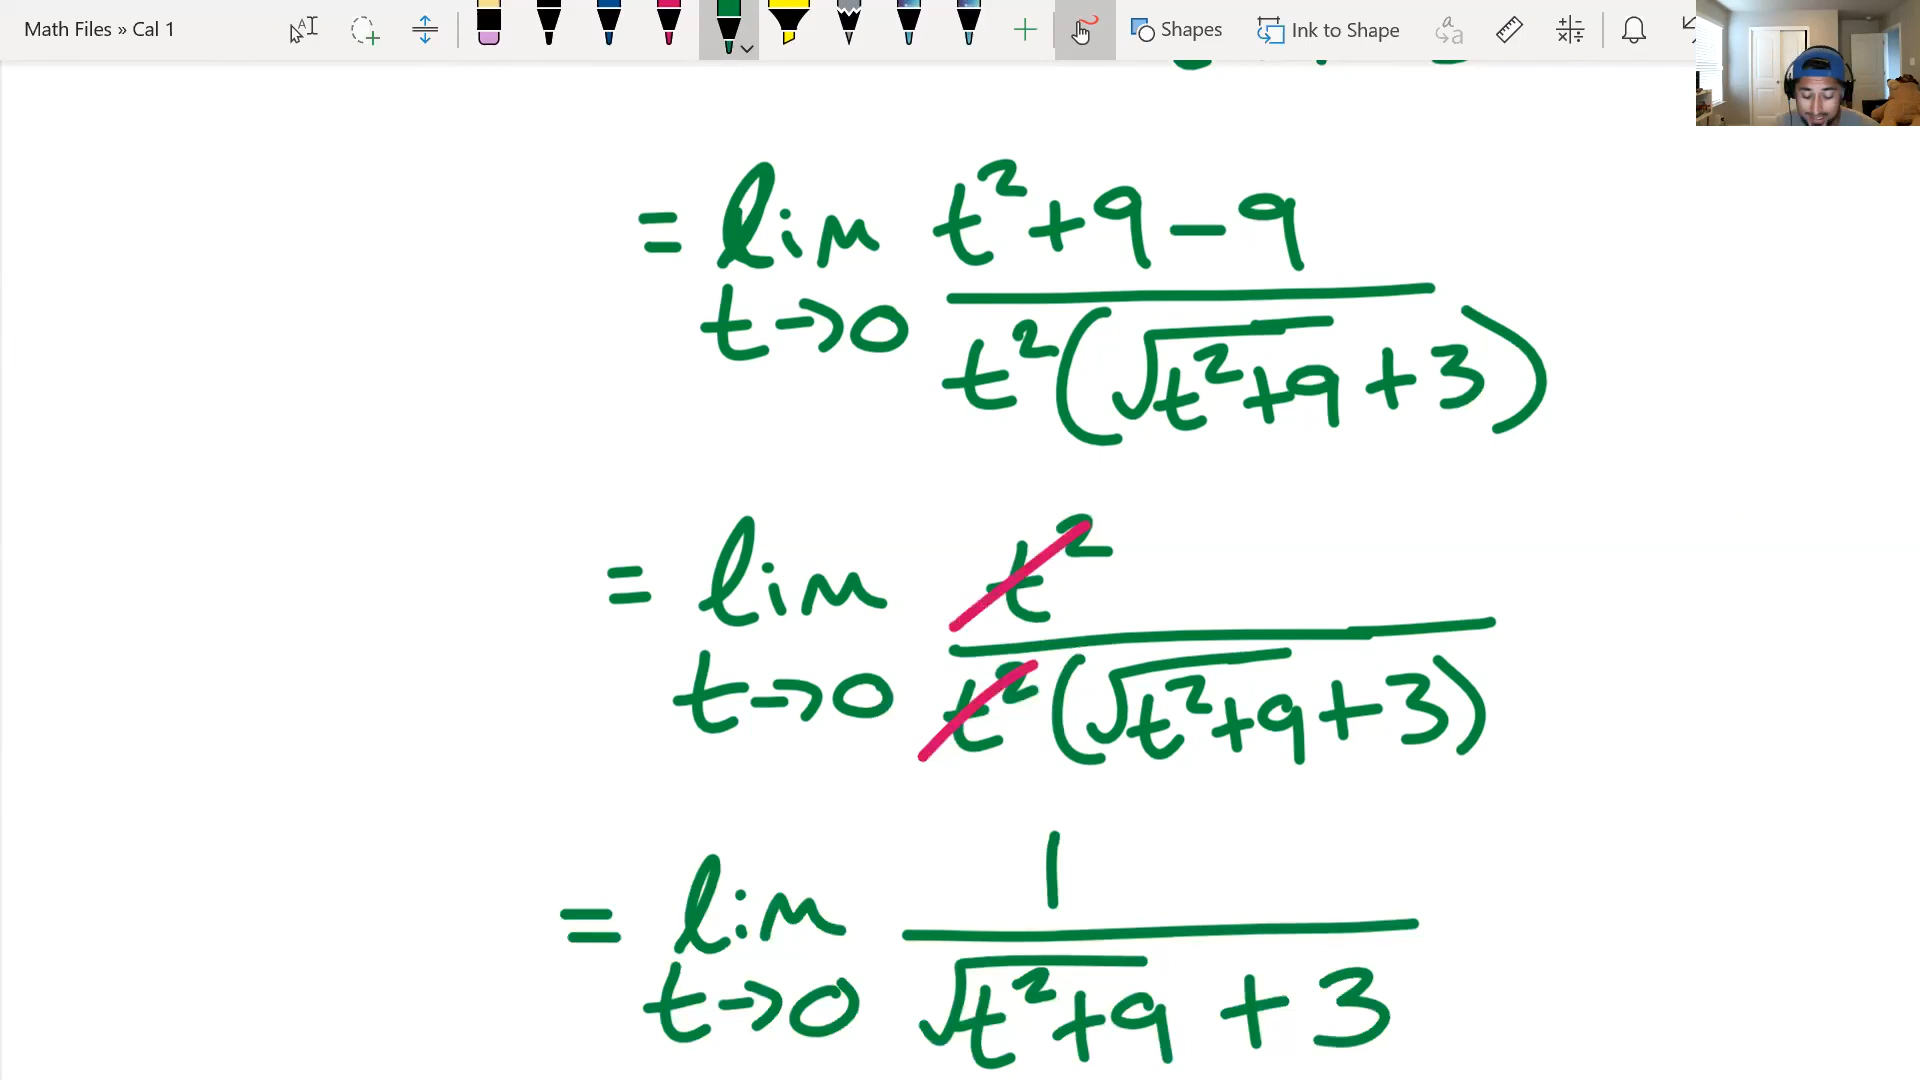 Math Files » Cal 1
Shapes
Ink to Shape
= lim t→0 (t²+9-9)/(t²(√(t²+9)+3))
= lim t→0 t²/(t²(√(t²+9)+3))
= lim t→0 1/(√(t²+9)+3)